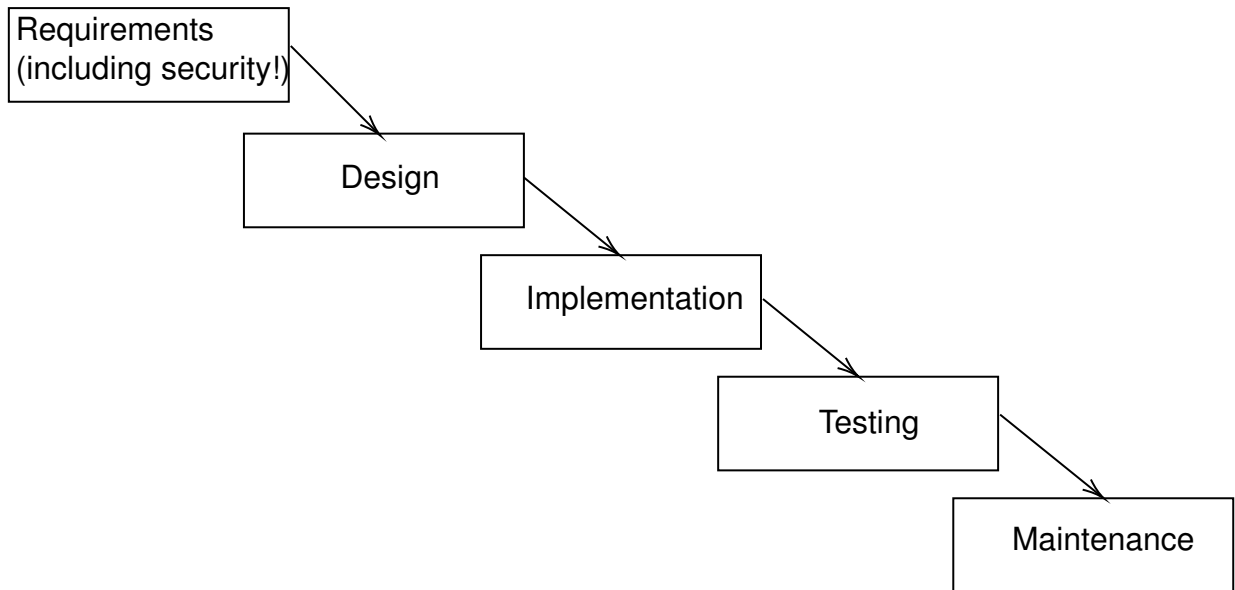 Requirements
(including security!)
Design
Implementation
Testing
Maintenance